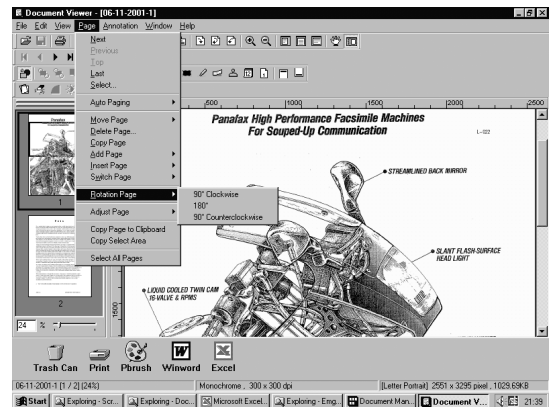 Document Viewer - [06-11-2001-1]
File Edit View Page Annotation Window Help
Next
Previous
Top
Last
Select...
Auto Paging
Move Page
Delete Page...
Copy Page
Add Page
Insert Page
Switch Page
Rotation Page
90° Clockwise
180°
90° Counterclockwise
Adjust Page
Copy Page to Clipboard
Copy Select Area
Select All Pages
500 1000 1500 2000 2500
Panafax High Performance Facsimile Machines
For Souped-Up Communication
L-022
STREAMLINED BACK MIRROR
SLANT FLASH-SURFACE
HEAD LIGHT
LIQUID COOLED TWIN CAM
16-VALVE & RPMS
1500
1
2
24 %
Trash Can Print Pbrush Winword Excel
06-11-2001-1 [1 / 2] (24%) Monochrome , 300 x 300 dpi [Letter Portrait] 2551 x 3295 pixel , 1029.69KB
Start Exploring - Scr... Exploring - Doc... Microsoft Excel... Exploring - Emg... Document Man... Document V... 21:39